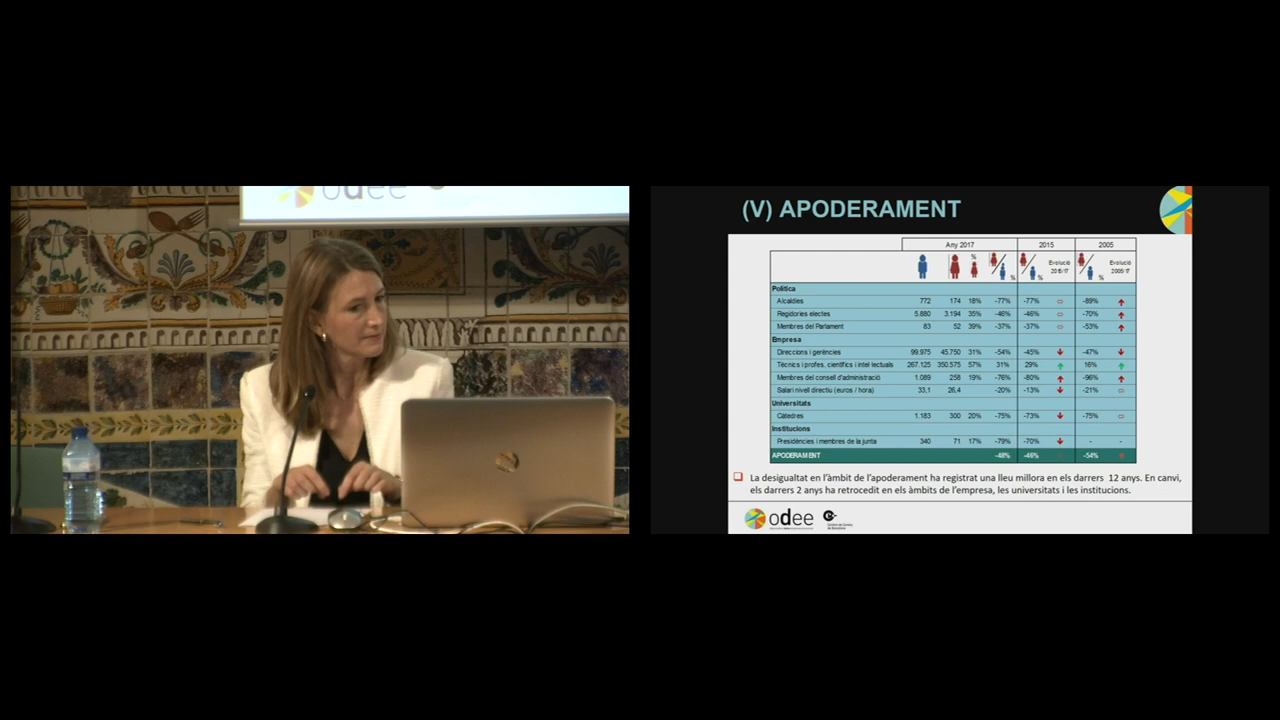 odee
(V) APODERAMENT
Any 2017 2015 2005
% % % Evolució 2015/17 % Evolució 2005/17
Política
Alcaldies 772 174 18% -77% -77% -89%
Regidories electes 5.880 3.194 35% -46% -46% -70%
Membres del Parlament 83 52 39% -37% -37% -53%
Empresa
Direccions i gerències 99.975 45.750 31% -54% -45% -47%
Tècnics i profes. científics i intel·lectuals 267.125 350.575 57% 31% 29% 16%
Membres del consell d'administració 1.089 258 19% -76% -80% -96%
Salari nivell directiu (euros / hora) 33,1 26,4 -20% -13% -21%
Universitats
Càtedres 1.183 300 20% -75% -73% -75%
Institucions
Presidències i membres de la junta 340 71 17% -79% -70% - -
APODERAMENT -48% -46% -54%
La desigualtat en l'àmbit de l'apoderament ha registrat una lleu millora en els darrers 12 anys. En canvi,
els darrers 2 anys ha retrocedit en els àmbits de l'empresa, les universitats i les institucions.
odee